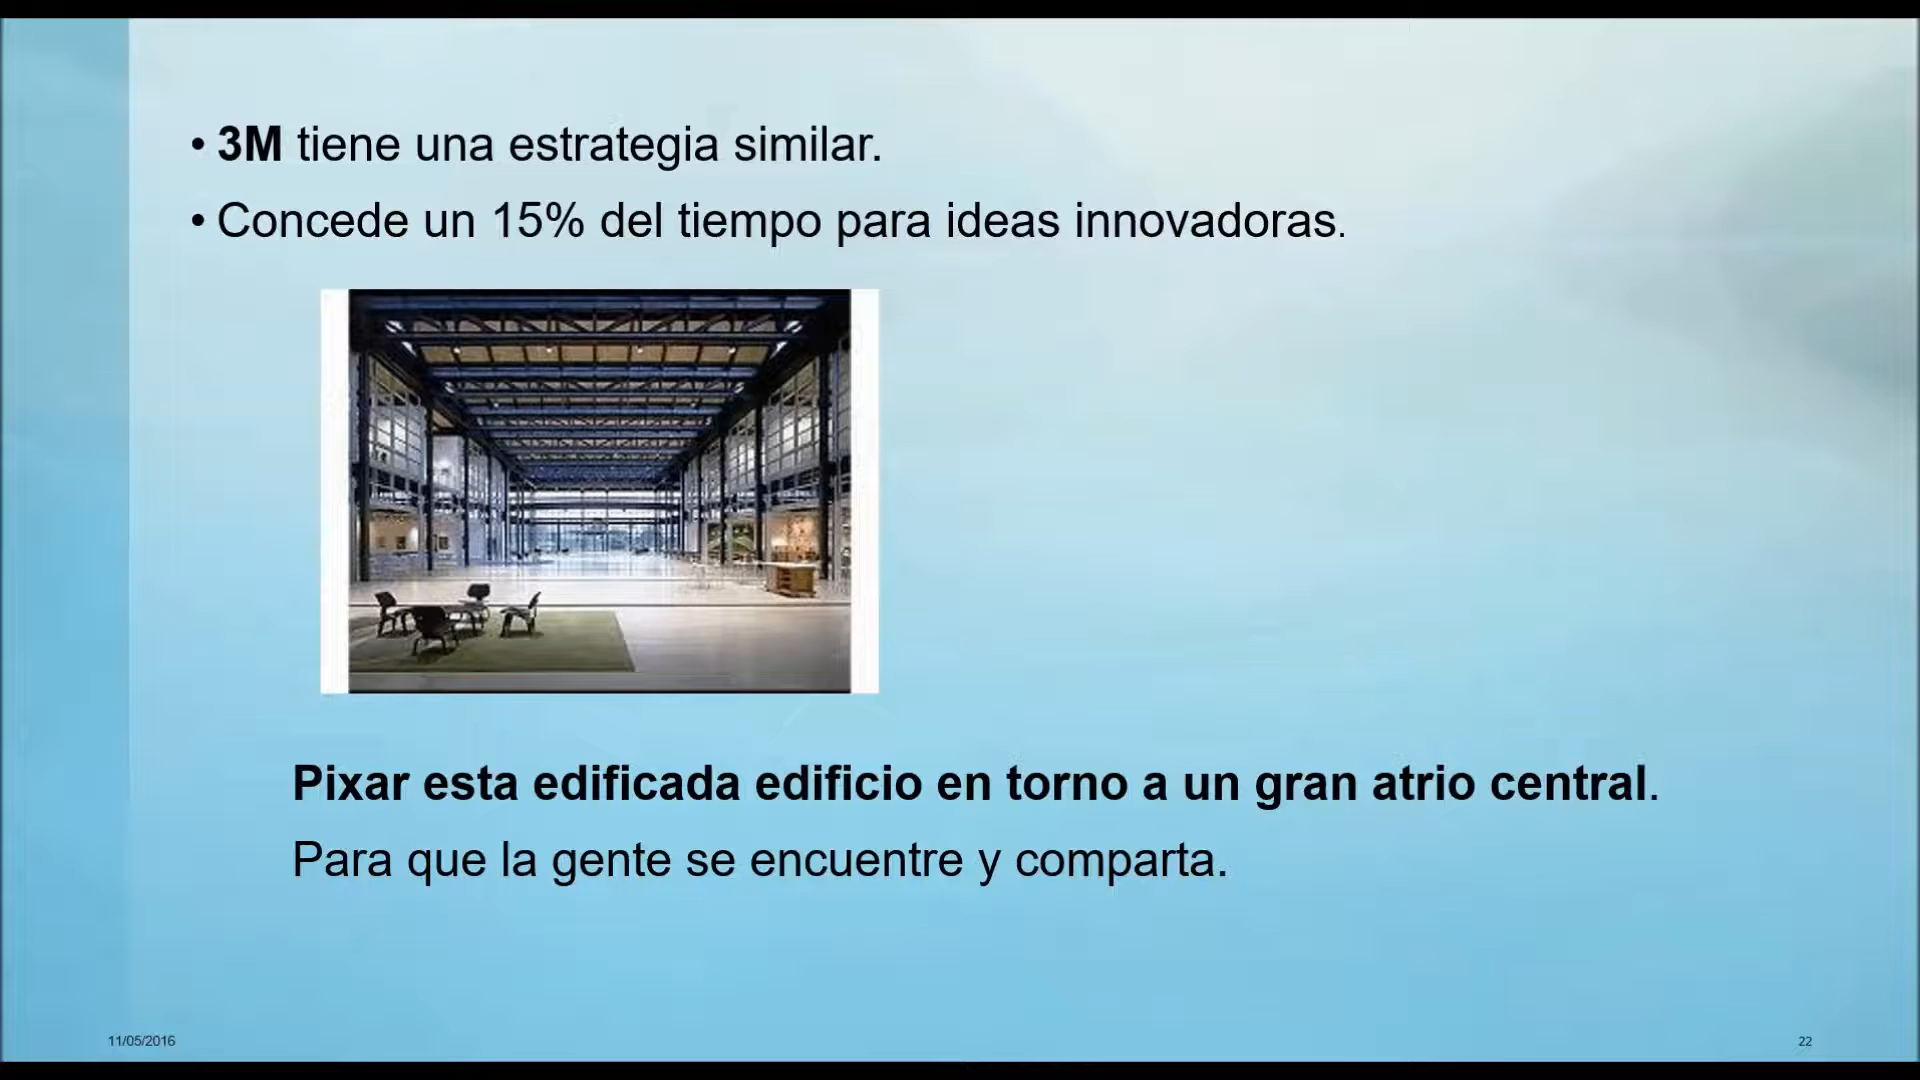 • 3M tiene una estrategia similar.
• Concede un 15% del tiempo para ideas innovadoras.
Pixar esta edificada edificio en torno a un gran atrio central.
Para que la gente se encuentre y comparta.
11/05/2016
22